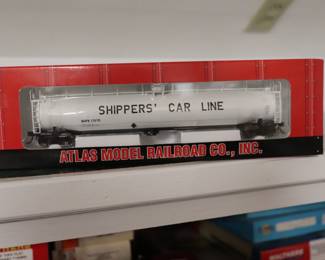 SHIPPERS' CAR LINE
ATLAS MODEL RAILROAD CO., INC.